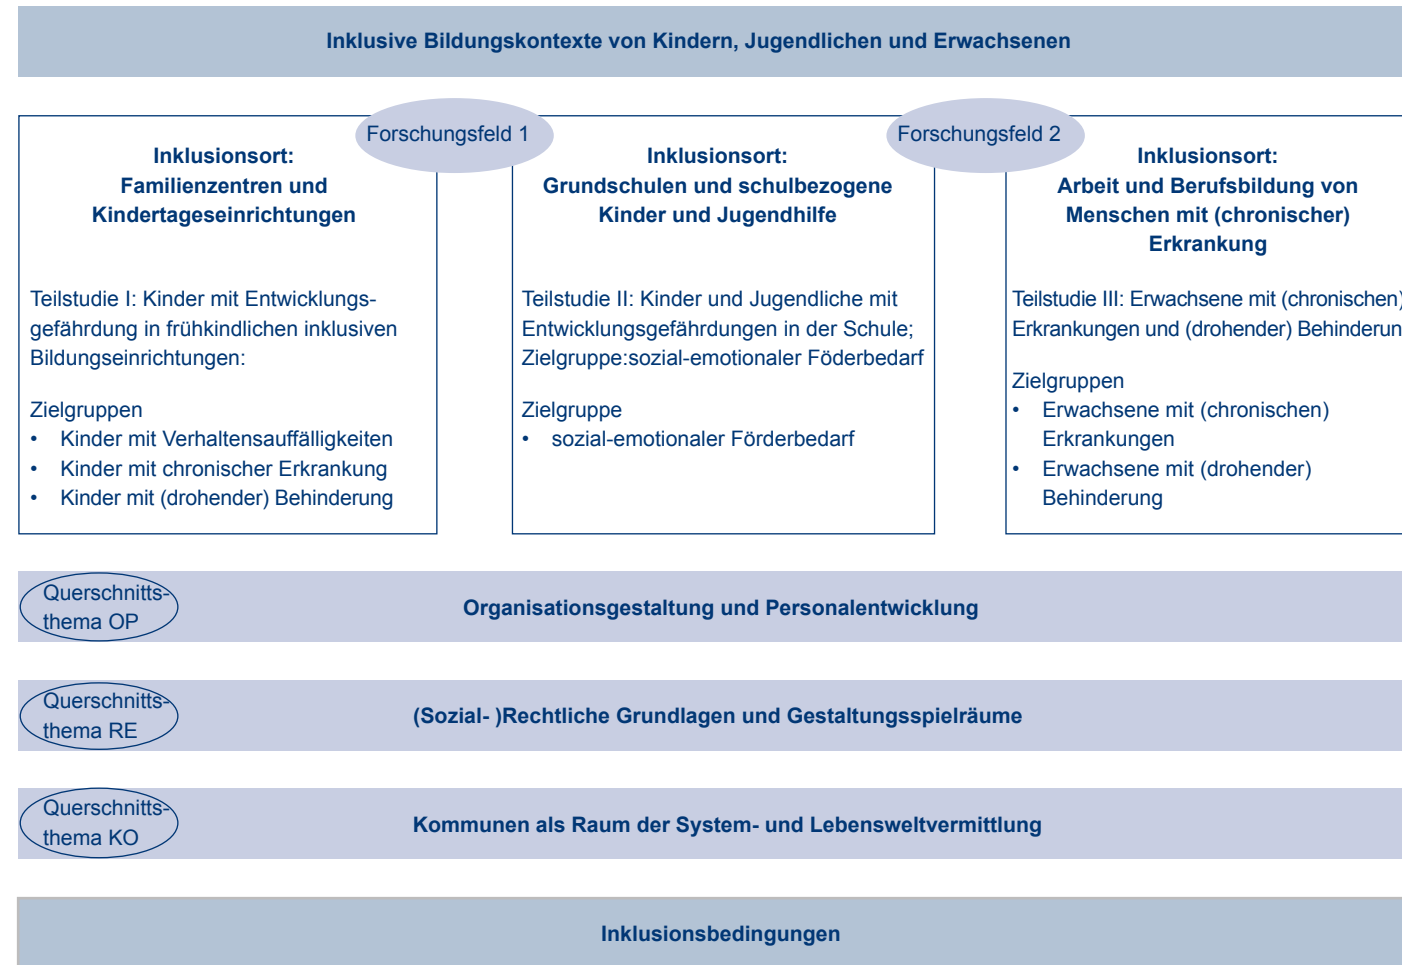 Inklusive Bildungskontexte von Kindern, Jugendlichen und Erwachsenen
Forschungsfeld 1
Forschungsfeld 2
Inklusionsort:
Familienzentren und
Kindertageseinrichtungen
Teilstudie I: Kinder mit Entwicklungs-
gefährdung in frühkindlichen inklusiven
Bildungseinrichtungen:
Zielgruppen
• Kinder mit Verhaltensauffälligkeiten
• Kinder mit chronischer Erkrankung
• Kinder mit (drohender) Behinderung
Inklusionsort:
Grundschulen und schulbezogene
Kinder und Jugendhilfe
Teilstudie II: Kinder und Jugendliche mit
Entwicklungsgefährdungen in der Schule;
Zielgruppe:sozial-emotionaler Föderbedarf
Zielgruppe
• sozial-emotionaler Förderbedarf
Inklusionsort:
Arbeit und Berufsbildung von
Menschen mit (chronischer)
Erkrankung
Teilstudie III: Erwachsene mit (chronischen)
Erkrankungen und (drohender) Behinderun
Zielgruppen
• Erwachsene mit (chronischen)
Erkrankungen
• Erwachsene mit (drohender)
Behinderung
Querschnitts-
thema OP
Organisationsgestaltung und Personalentwicklung
Querschnitts-
thema RE
(Sozial- )Rechtliche Grundlagen und Gestaltungsspielräume
Querschnitts-
thema KO
Kommunen als Raum der System- und Lebensweltvermittlung
Inklusionsbedingungen